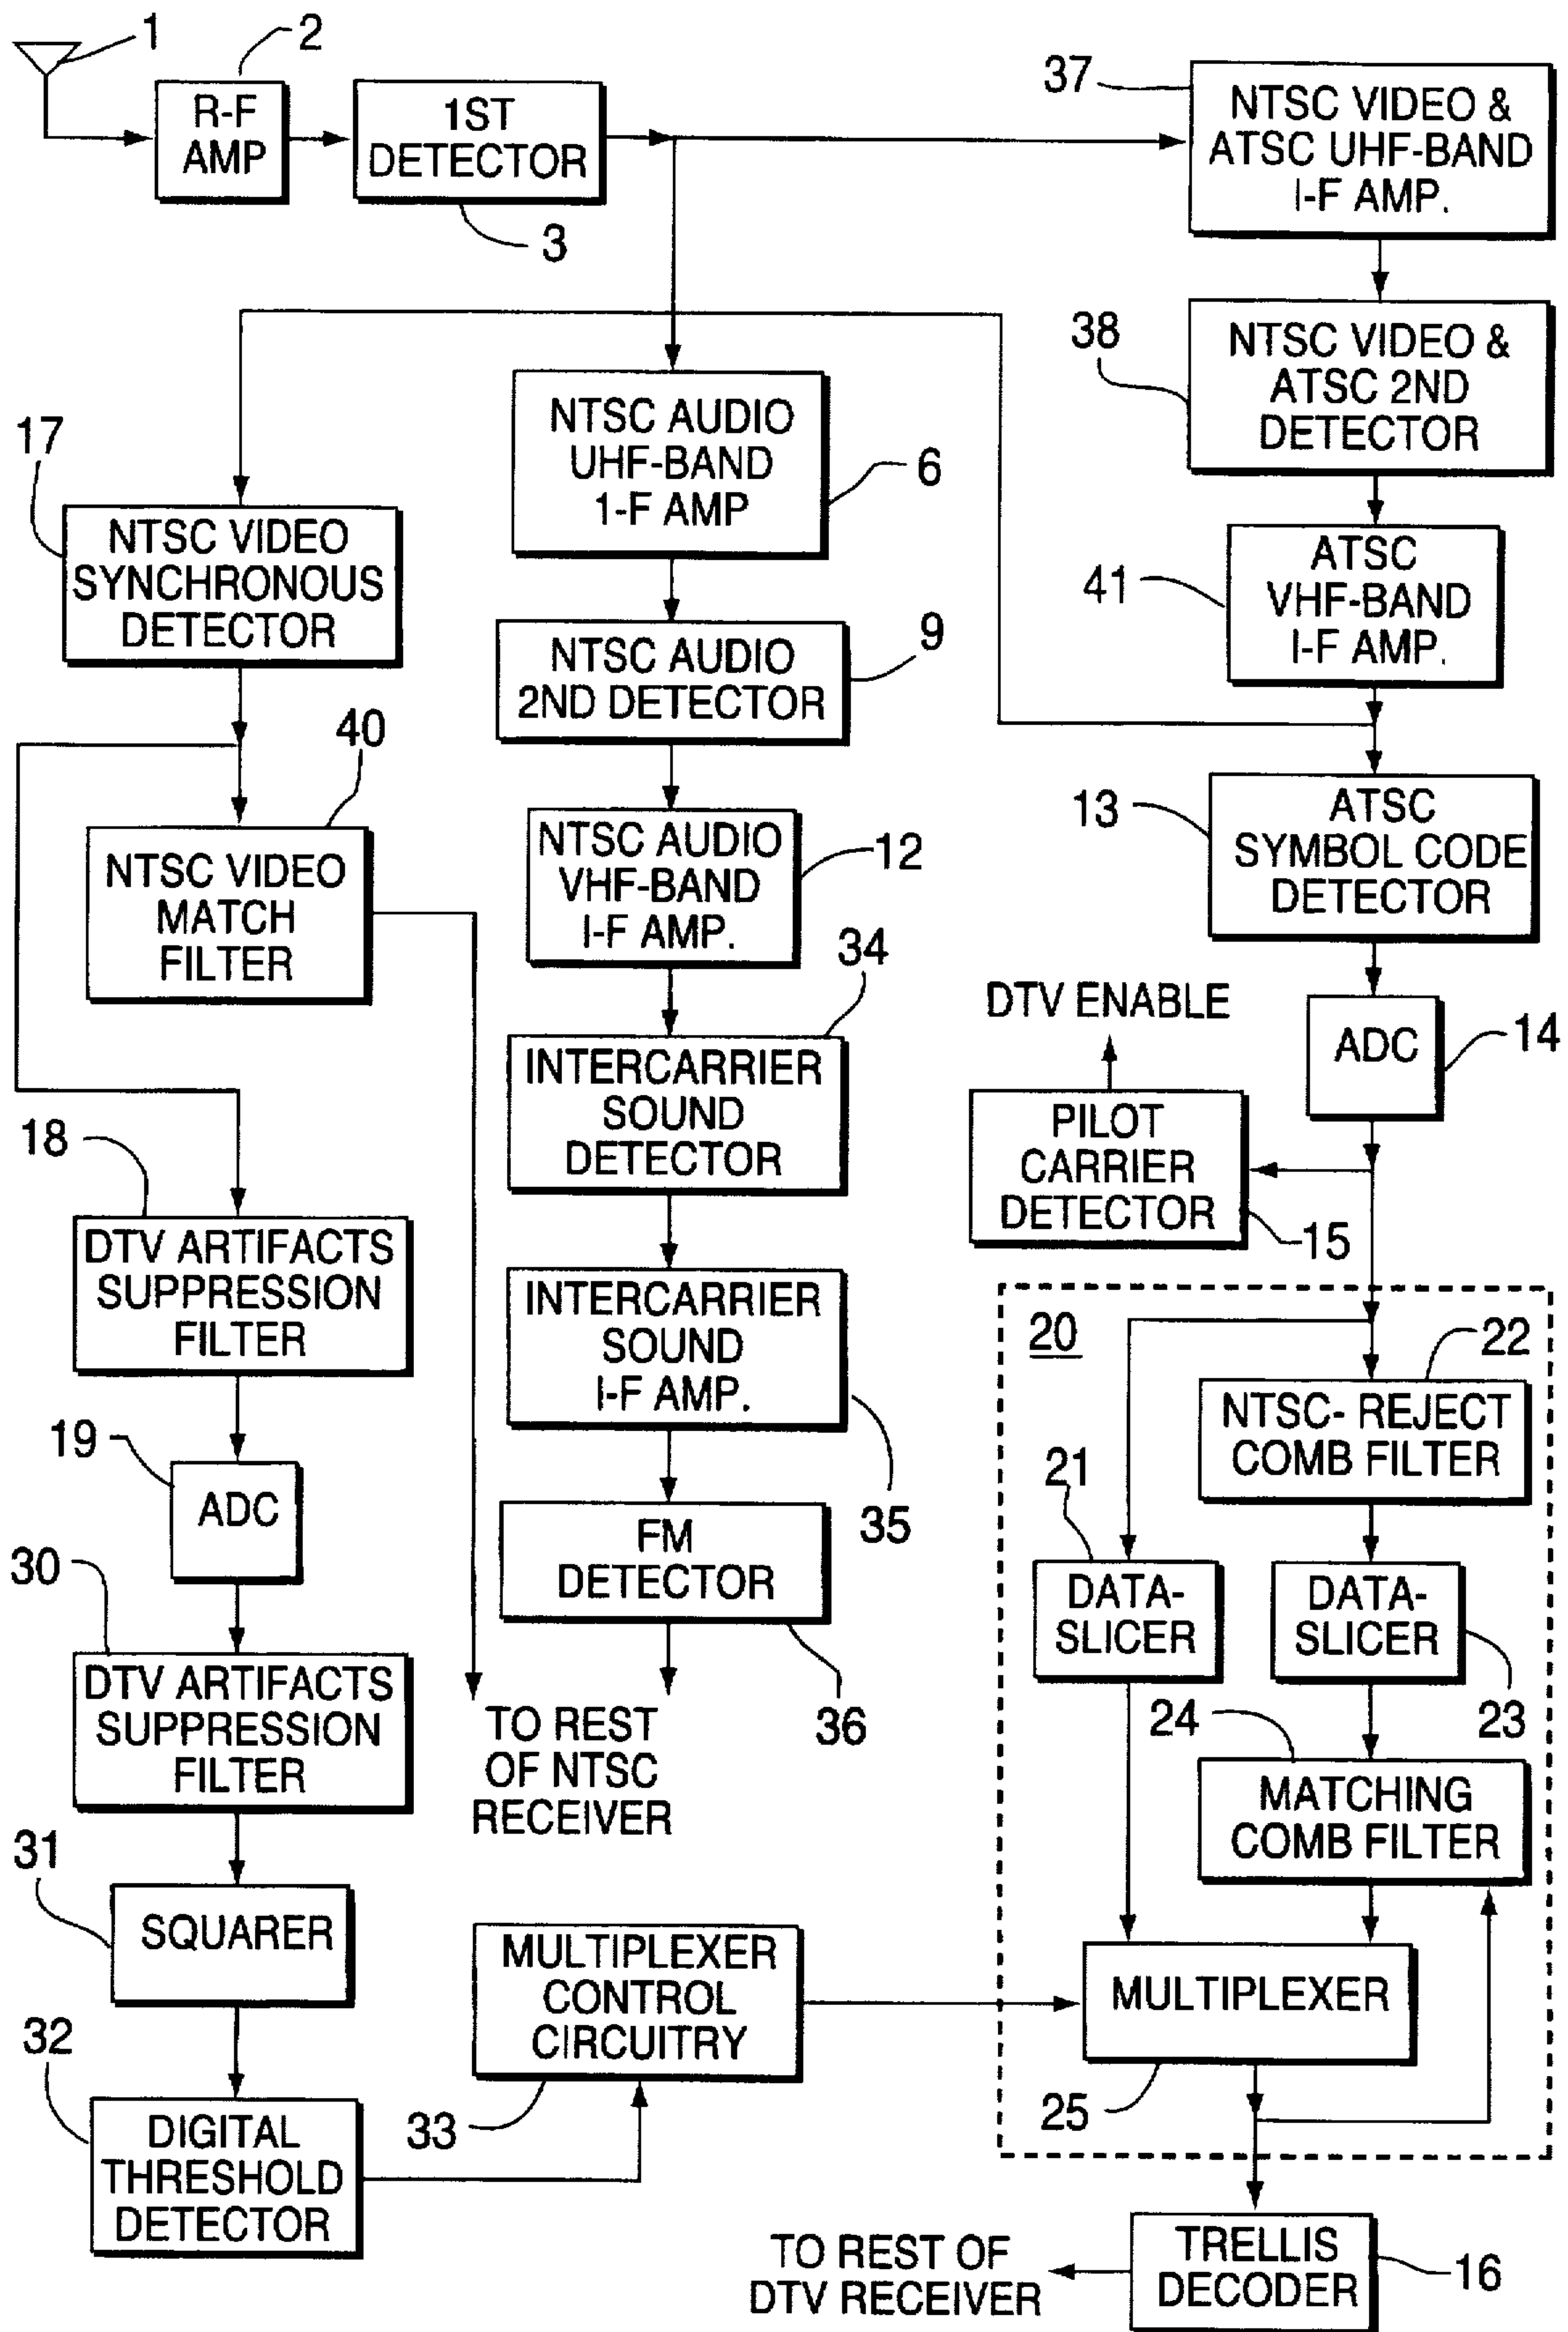 1
2
R-F
AMP
1ST
DETECTOR
3
37
NTSC VIDEO &
ATSC UHF-BAND
I-F AMP.
38
NTSC VIDEO &
ATSC 2ND
DETECTOR
17
NTSC VIDEO
SYNCHRONOUS
DETECTOR
NTSC AUDIO
UHF-BAND
1-F AMP
6
41
ATSC
VHF-BAND
I-F AMP.
NTSC AUDIO
2ND DETECTOR
9
40
NTSC VIDEO
MATCH
FILTER
NTSC AUDIO
VHF-BAND
I-F AMP.
12
13
ATSC
SYMBOL CODE
DETECTOR
34
INTERCARRIER
SOUND
DETECTOR
DTV ENABLE
ADC
14
PILOT
CARRIER
DETECTOR
15
18
DTV ARTIFACTS
SUPPRESSION
FILTER
INTERCARRIER
SOUND
I-F AMP.
35
20
22
NTSC- REJECT
COMB FILTER
19
ADC
21
DATA-
SLICER
DATA-
SLICER
23
FM
DETECTOR
36
30
DTV ARTIFACTS
SUPPRESSION
FILTER
TO REST
OF NTSC
RECEIVER
24
MATCHING
COMB FILTER
31
SQUARER
MULTIPLEXER
CONTROL
CIRCUITRY
33
MULTIPLEXER
25
32
DIGITAL
THRESHOLD
DETECTOR
TO REST OF
DTV RECEIVER
TRELLIS
DECODER
16